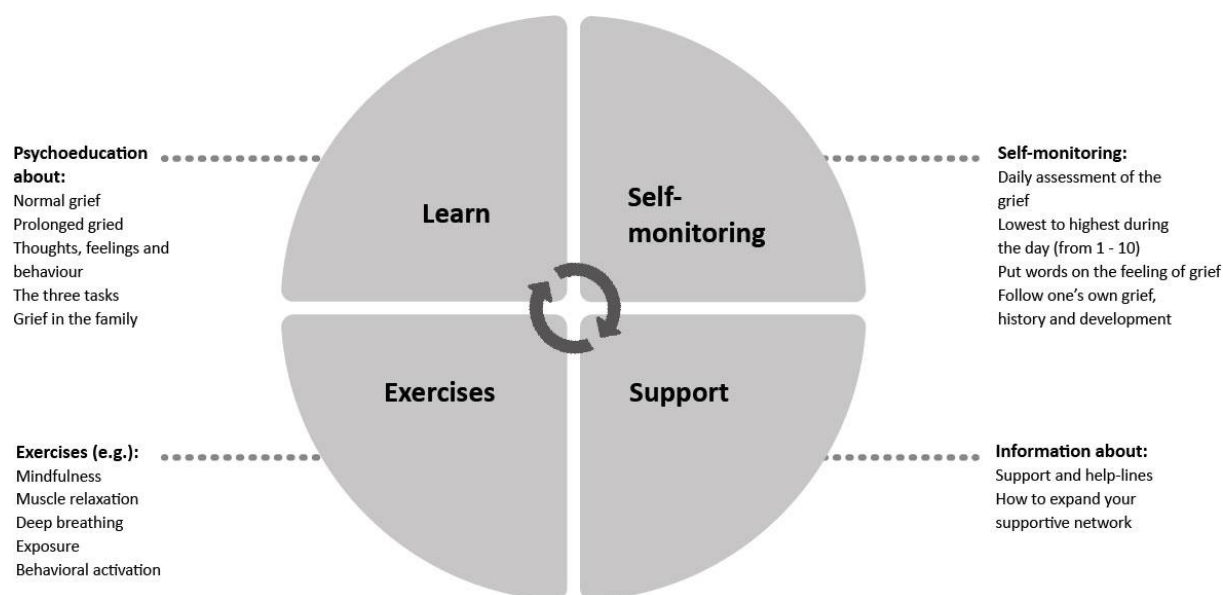 Psychoeducation
about:
Normal grief
Prolonged gried
Thoughts, feelings and
behaviour
The three tasks
Grief in the family
Learn
Self-
monitoring
Self-monitoring:
Daily assessment of the
grief
Lowest to highest during
the day (from 1 - 10)
Put words on the feeling of grief
Follow one's own grief,
history and development
Exercises (e.g.):
Mindfulness
Muscle relaxation
Deep breathing
Exposure
Behavioral activation
Exercises
Support
Information about:
Support and help-lines
How to expand your
supportive network